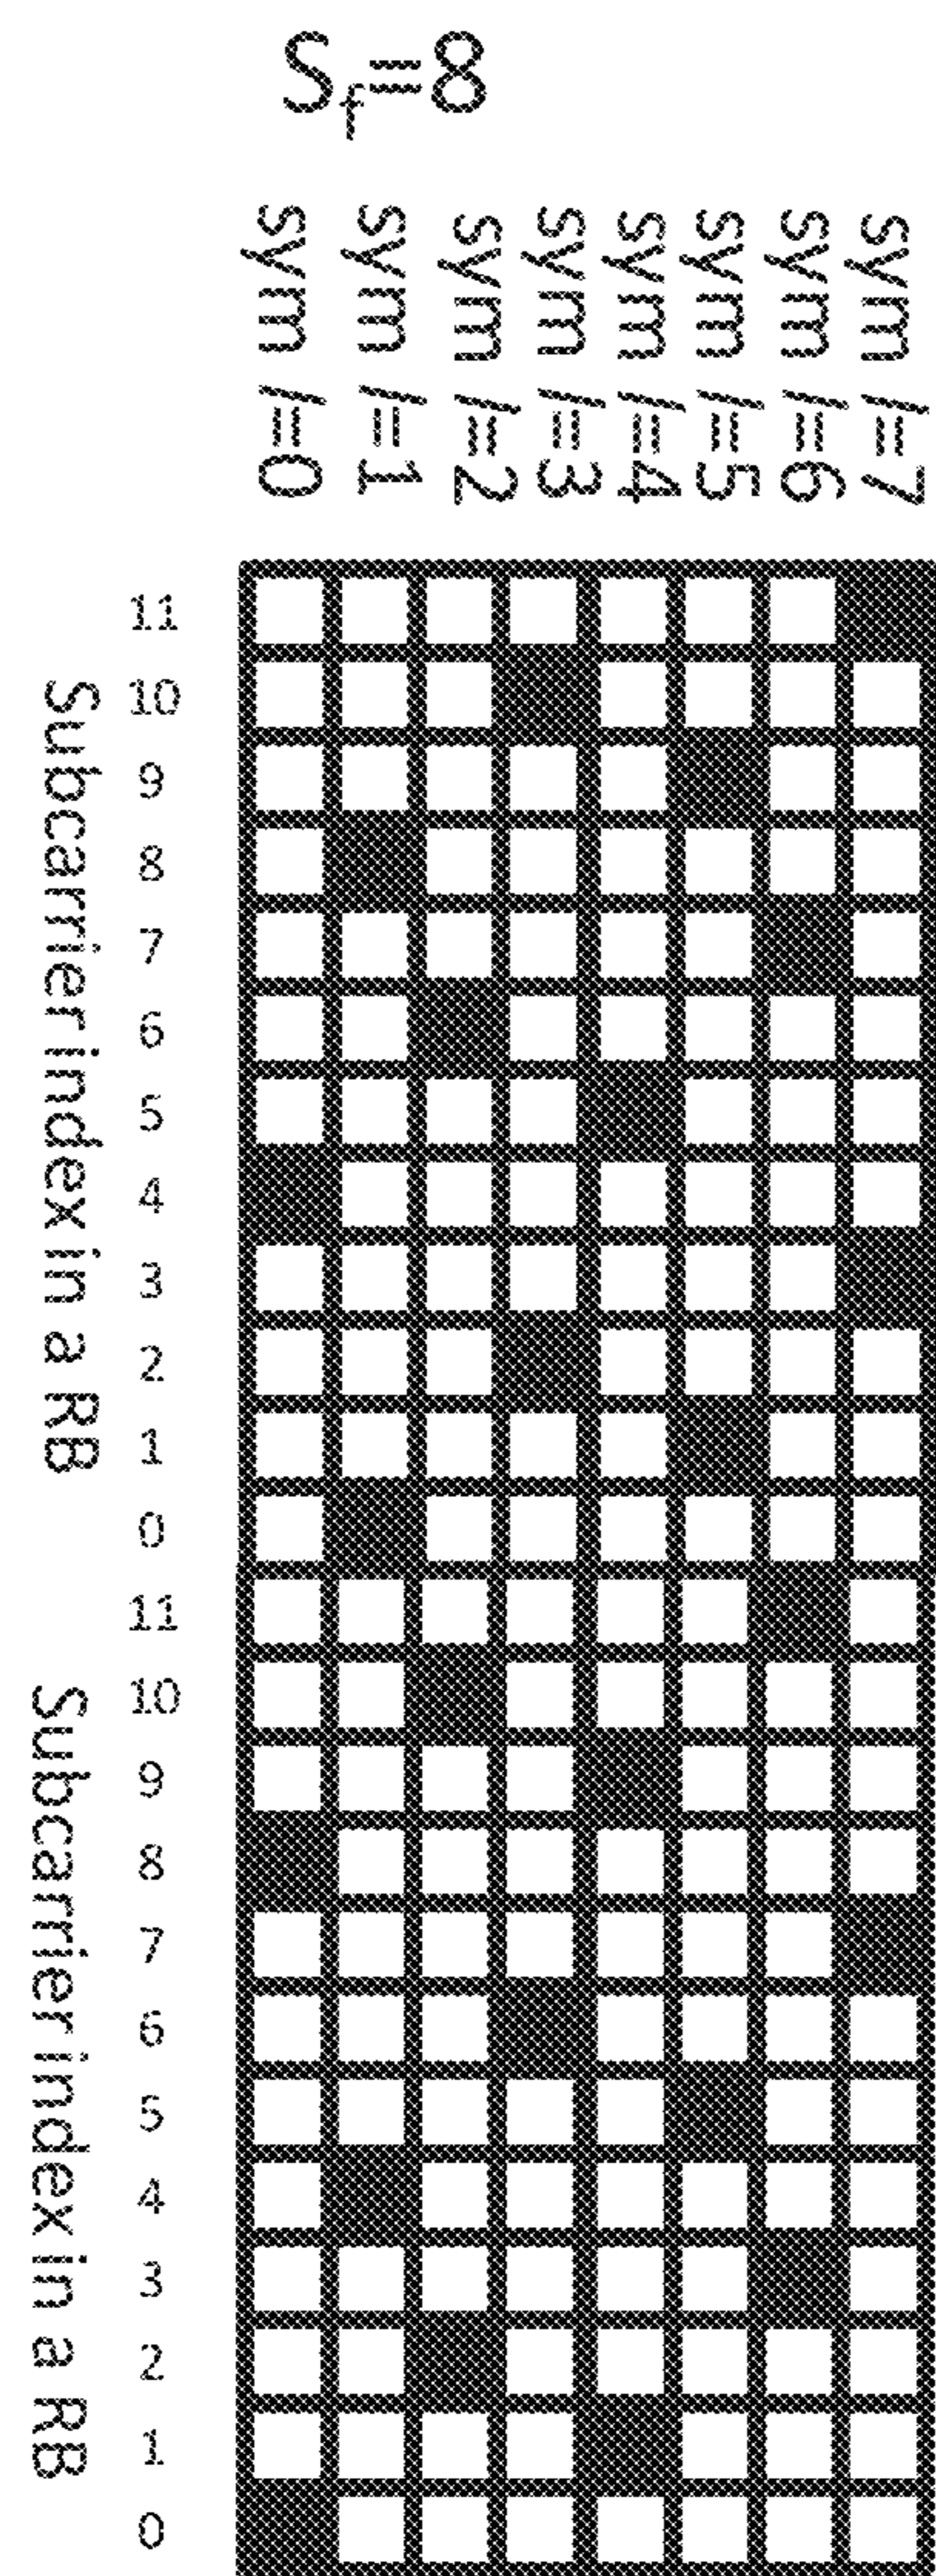 Sf=8
sym l=0
sym l=1
sym l=2
sym l=3
sym l=4
sym l=5
sym l=6
sym l=7
Subcarrier index in a RB
11
10
9
8
7
6
5
4
3
2
1
0
Subcarrier index in a RB
11
10
9
8
7
6
5
4
3
2
1
0